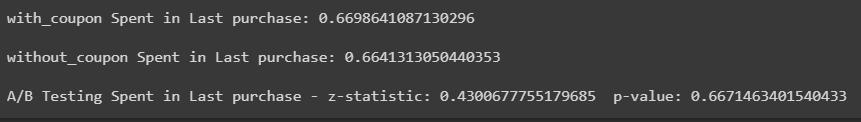 with_coupon Spent in Last purchase: 0.6698641087130296
without_coupon Spent in Last purchase: 0.6641313050440353
A/B Testing Spent in Last purchase - z-statistic: 0.4300677755179685  p-value: 0.6671463401540433